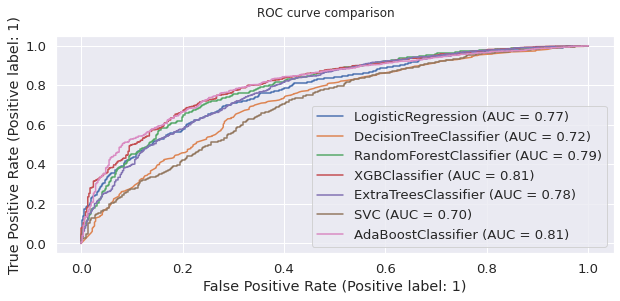 ROC curve comparison
True Positive Rate (Positive label: 1)
1.0
0.8
0.6
0.4
0.2
0.0
LogisticRegression (AUC = 0.77)
DecisionTreeClassifier (AUC = 0.72)
RandomForestClassifier (AUC = 0.79)
XGBClassifier (AUC = 0.81)
ExtraTreesClassifier (AUC = 0.78)
SVC (AUC = 0.70)
AdaBoostClassifier (AUC = 0.81)
0.0 0.2 0.4 0.6 0.8 1.0
False Positive Rate (Positive label: 1)